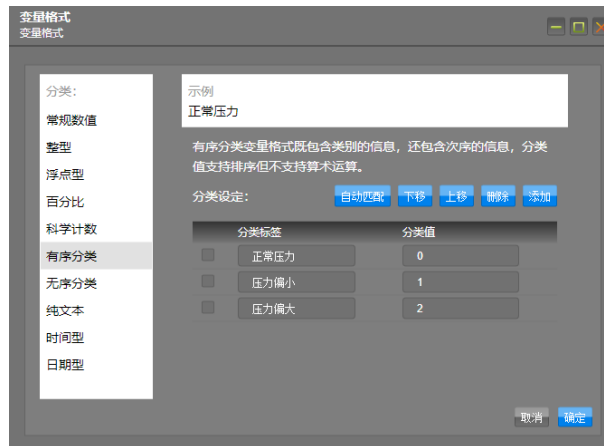 变量格式
变量格式
分类:
常规数值
整型
浮点型
百分比
科学计数
有序分类
无序分类
纯文本
时间型
日期型
示例
正常压力
有序分类变量格式既包含类别的信息，还包含次序的信息，分类
值支持排序但不支持算术运算。
分类设定: 自动匹配 下移 上移 删除 添加
分类标签 分类值
正常压力 0
压力偏小 1
压力偏大 2
取消 确定